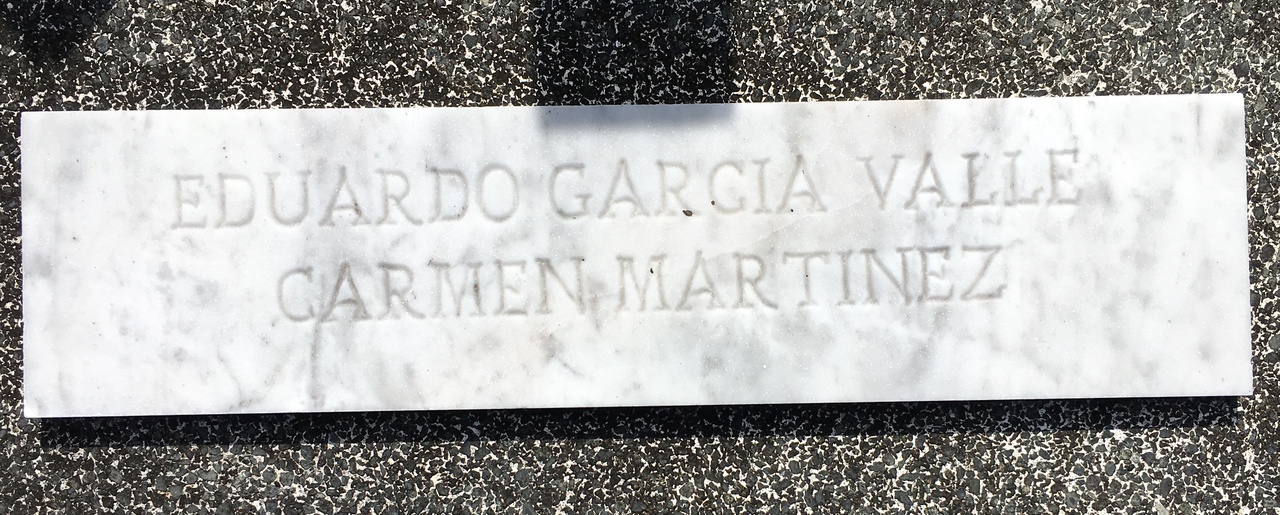 EDUARDO GARCIA VALLE
CARMEN MARTINEZ